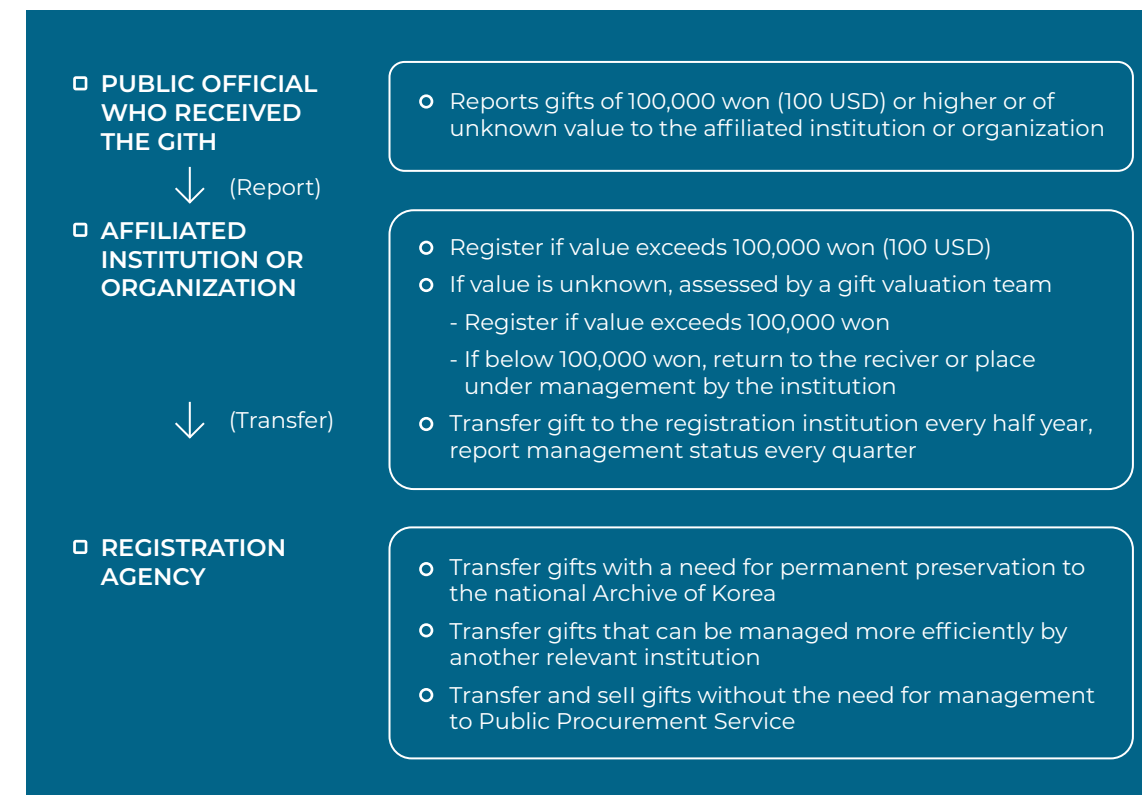 PUBLIC OFFICIAL
WHO RECEIVED
THE GITH
Reports gifts of 100,000 won (100 USD) or higher or of
unknown value to the affiliated institution or organization
(Report)
AFFILIATED
INSTITUTION OR
ORGANIZATION
Register if value exceeds 100,000 won (100 USD)
If value is unknown, assessed by a gift valuation team
- Register if value exceeds 100,000 won
- If below 100,000 won, return to the reciver or place
under management by the institution
(Transfer)
Transfer gift to the registration institution every half year,
report management status every quarter
REGISTRATION
AGENCY
Transfer gifts with a need for permanent preservation to
the national Archive of Korea
Transfer gifts that can be managed more efficiently by
another relevant institution
Transfer and sell gifts without the need for management
to Public Procurement Service